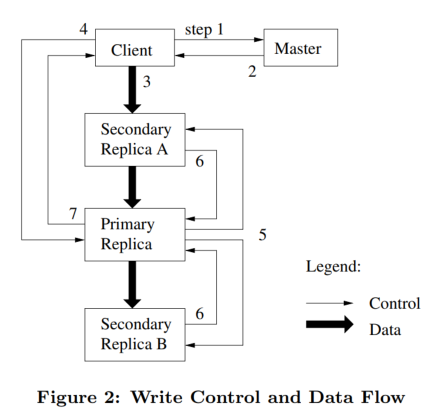 4
step 1
Client
Master
2
3
Secondary
Replica A
6
7
Primary
Replica
5
Legend:
Control
Data
6
Secondary
Replica B
Figure 2: Write Control and Data Flow